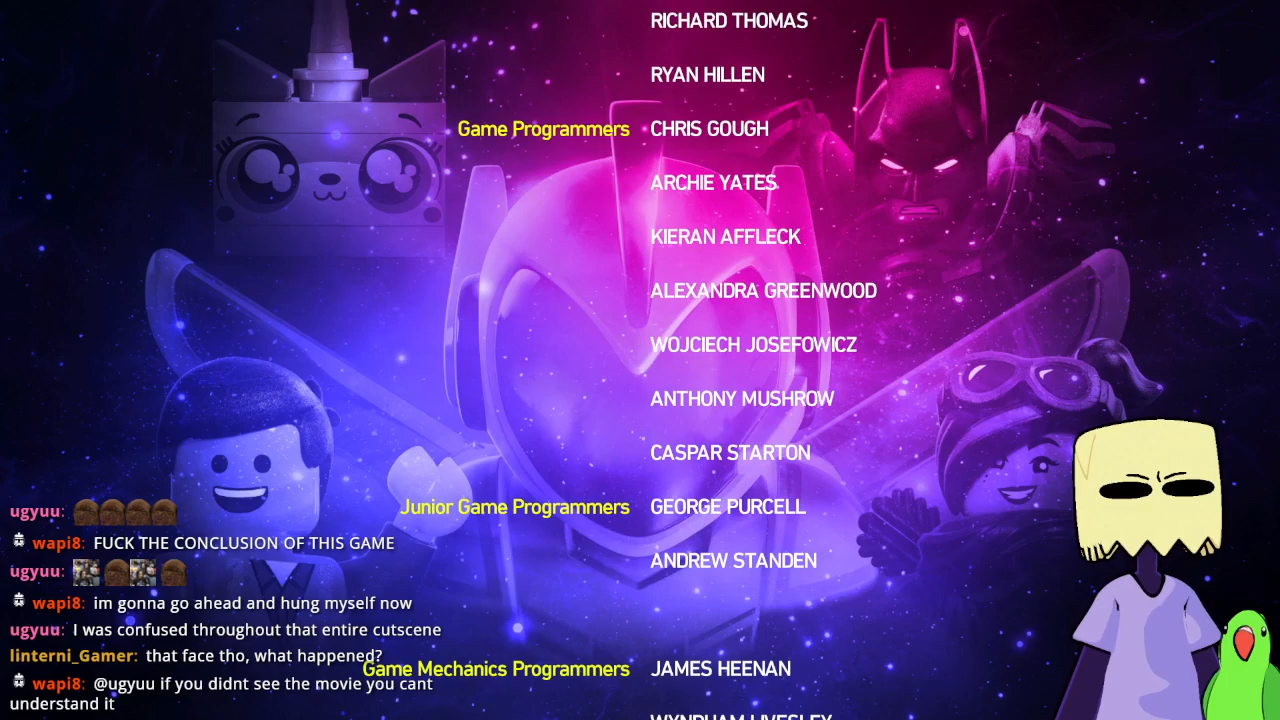 RICHARD THOMAS
RYAN HILLEN
Game Programmers CHRIS GOUGH
ARCHIE YATES
KIERAN AFFLECK
ALEXANDRA GREENWOOD
WOJCIECH JOSEFOWICZ
ANTHONY MUSHROW
CASPAR STARTON
Junior Game Programmers GEORGE PURCELL
ANDREW STANDEN
Game Mechanics Programmers JAMES HEENAN
WYNDHAM LIVESLEY
ugyuu:
wapi8: FUCK THE CONCLUSION OF THIS GAME
ugyuu:
wapi8: im gonna go ahead and hung myself now
ugyuu: I was confused throughout that entire cutscene
linterni_Gamer: that face tho, what happened?
wapi8: @ugyuu if you didnt see the movie you cant
understand it